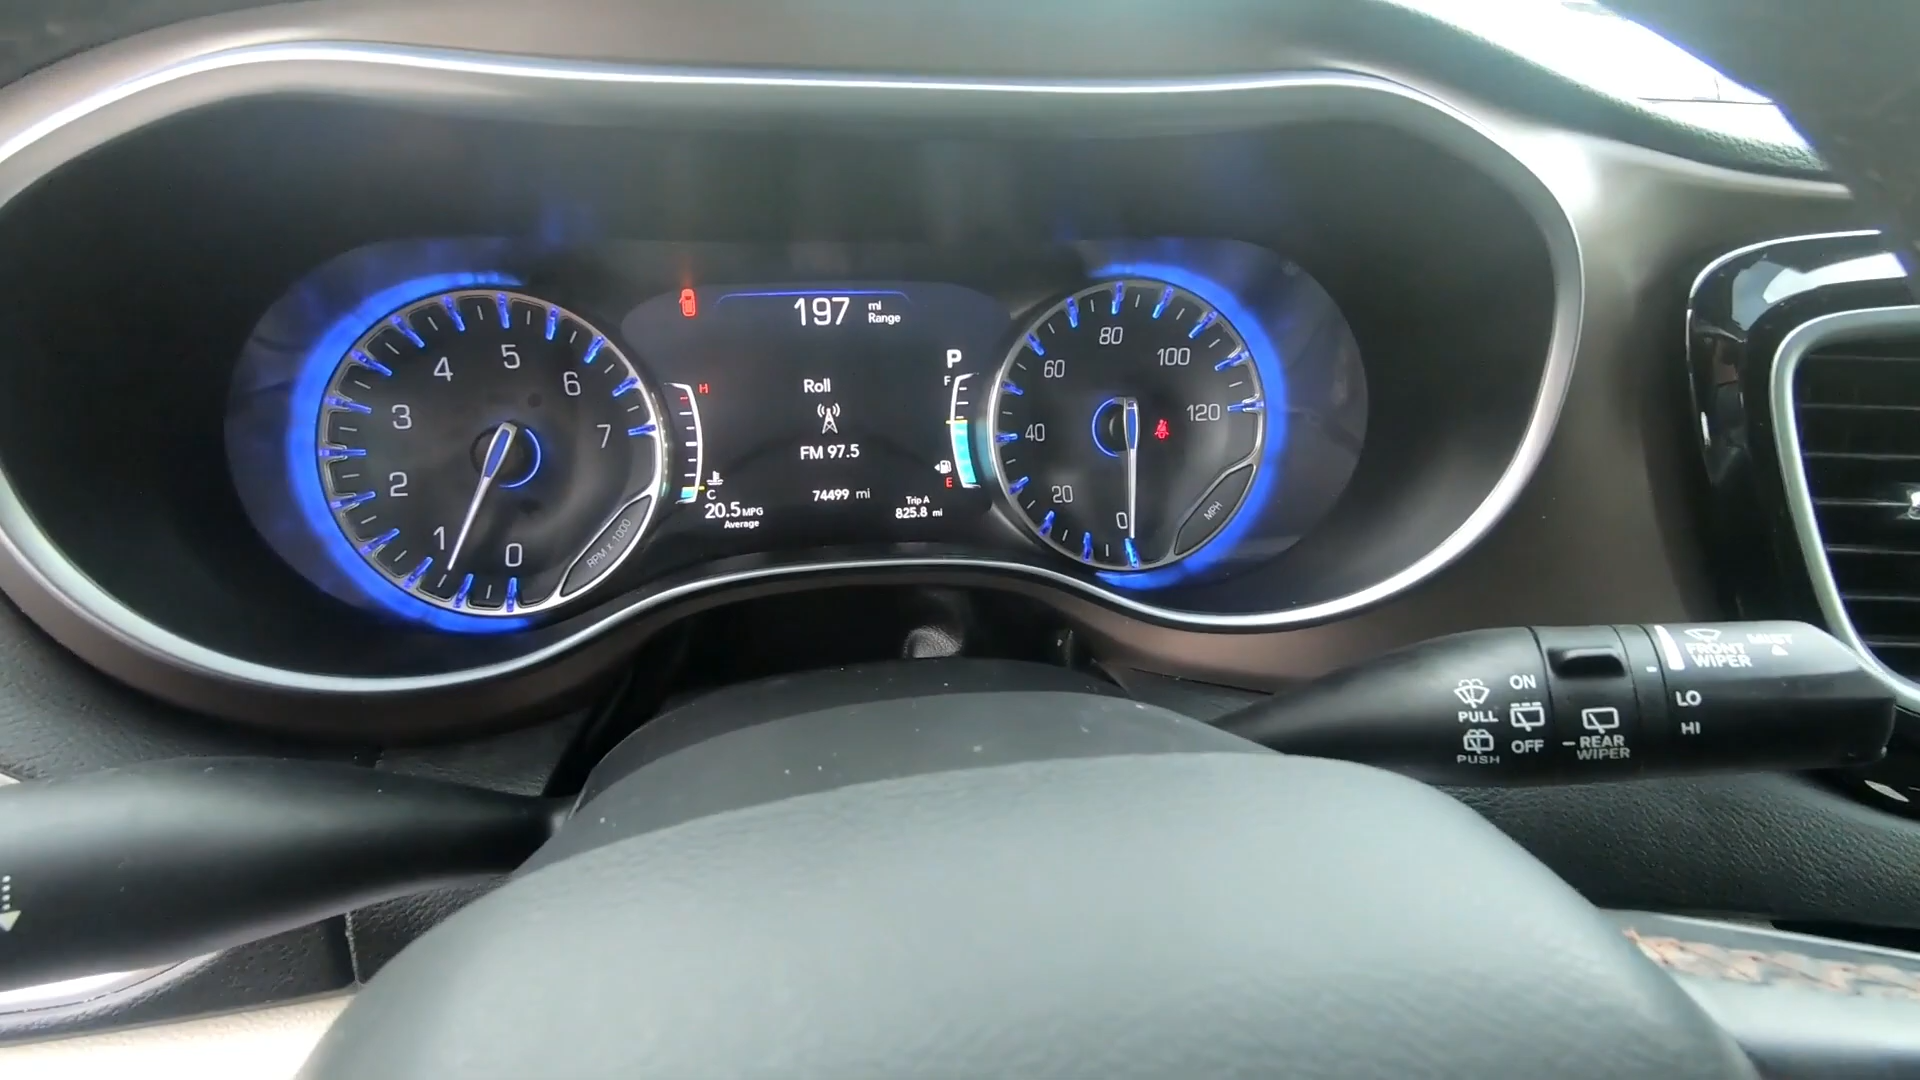 197 mi
Range
P
Roll
FM 97.5
74499 mi
20.5 MPG
Average
Trip A
825.8 mi
H
C
F
E
0
1
2
3
4
5
6
7
RPM x 1000
0
20
40
60
80
100
120
MPH
PULL
PUSH
ON
OFF
REAR
WIPER
FRONT
WIPER
MIST
LO
HI